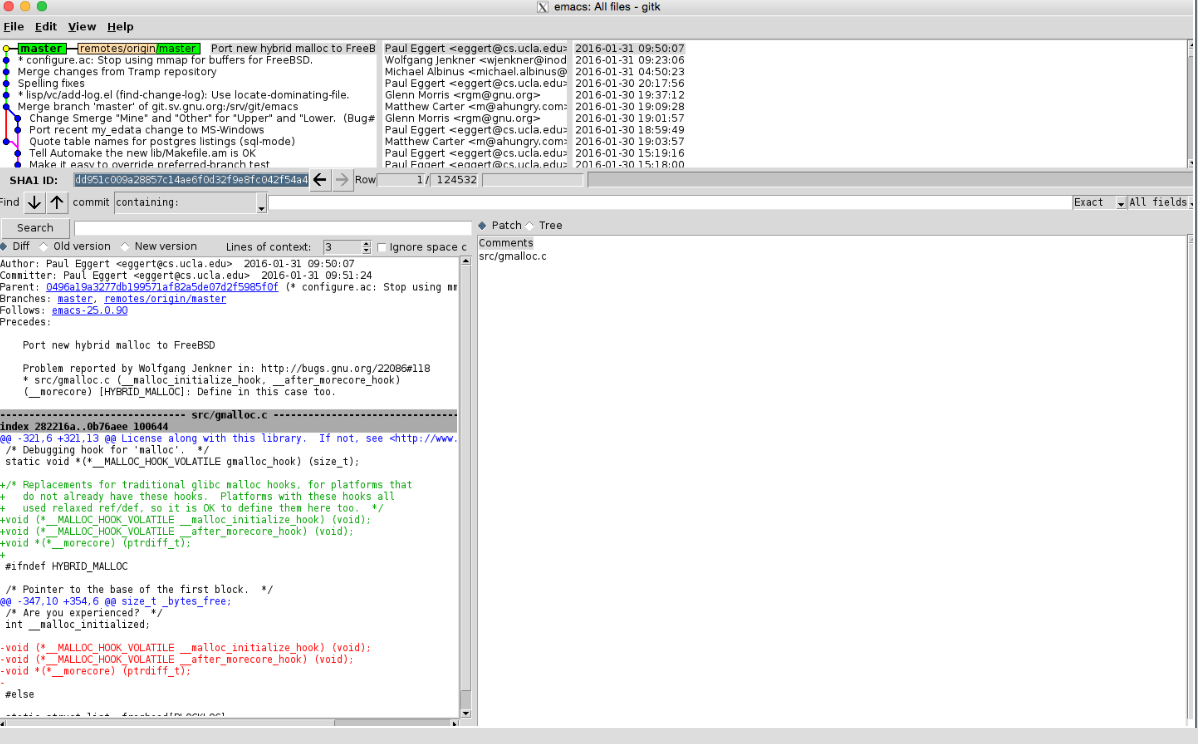 emacs: All files - gitk
File Edit View Help
master remotes/origin/master Port new hybrid malloc to FreeB Paul Eggert <eggert@cs.ucla.edu> 2016-01-31 09:50:07
* configure.ac: Stop using mmap for buffers for FreeBSD. Wolfgang Jenkner <wjenkner@inod 2016-01-31 09:23:06
Merge changes from Tramp repository Michael Albinus <michael.albinus@ 2016-01-31 04:50:23
Spelling fixes Paul Eggert <eggert@cs.ucla.edu> 2016-01-30 20:17:56
* lisp/vc/add-log.el (find-change-log): Use locate-dominating-file. Glenn Morris <rgm@gnu.org> 2016-01-30 19:37:12
Merge branch 'master' of git.sv.gnu.org:/srv/git/emacs Matthew Carter <m@ahungry.com> 2016-01-30 19:09:28
Change Smerge "Mine" and "Other" for "Upper" and "Lower. (Bug# Glenn Morris <rgm@gnu.org> 2016-01-30 19:01:57
Port recent my_edata change to MS-Windows Paul Eggert <eggert@cs.ucla.edu> 2016-01-30 18:59:49
Quote table names for postgres listings (sql-mode) Matthew Carter <m@ahungry.com> 2016-01-30 19:03:57
Tell Automake the new lib/Makefile.am is OK Paul Eggert <eggert@cs.ucla.edu> 2016-01-30 15:19:16
Make it easy to override preferred-branch test Paul Eggert <eggert@cs.ucla.edu> 2016-01-30 15:18:00
SHA1 ID: dd951c009a28857c14ae6f0d32f9e8fc042f54a4 Row 1 / 124532
Find commit containing: Exact All fields
Search
Patch Tree
Diff Old version New version Lines of context: 3 Ignore space c
Comments
src/gmalloc.c
Author: Paul Eggert <eggert@cs.ucla.edu> 2016-01-31 09:50:07
Committer: Paul Eggert <eggert@cs.ucla.edu> 2016-01-31 09:51:24
Parent: 0496a19a3277db199571af82a5de07d2f5985f0f (* configure.ac: Stop using mm
Branches: master, remotes/origin/master
Follows: emacs-25.0.90
Precedes:
Port new hybrid malloc to FreeBSD
Problem reported by Wolfgang Jenkner in: http://bugs.gnu.org/22086#118
* src/gmalloc.c (__malloc_initialize_hook, __after_morecore_hook)
(__morecore) [HYBRID_MALLOC]: Define in this case too.
------------------------------- src/gmalloc.c -------------------------------
index 282216a..0b76aee 100644
@@ -321,6 +321,13 @@ License along with this library. If not, see <http://www.
/* Debugging hook for 'malloc'. */
static void *(*__MALLOC_HOOK_VOLATILE gmalloc_hook) (size_t);
+/* Replacements for traditional glibc malloc hooks, for platforms that
+ do not already have these hooks. Platforms with these hooks all
+ used relaxed ref/def, so it is OK to define them here too. */
+void (*__MALLOC_HOOK_VOLATILE __malloc_initialize_hook) (void);
+void (*__MALLOC_HOOK_VOLATILE __after_morecore_hook) (void);
+void *(*__morecore) (ptrdiff_t);
+
#ifndef HYBRID_MALLOC
/* Pointer to the base of the first block. */
@@ -347,10 +354,6 @@ size_t _bytes_free;
/* Are you experienced? */
int __malloc_initialized;
-void (*__MALLOC_HOOK_VOLATILE __malloc_initialize_hook) (void);
-void (*__MALLOC_HOOK_VOLATILE __after_morecore_hook) (void);
-void *(*__morecore) (ptrdiff_t);
-
#else